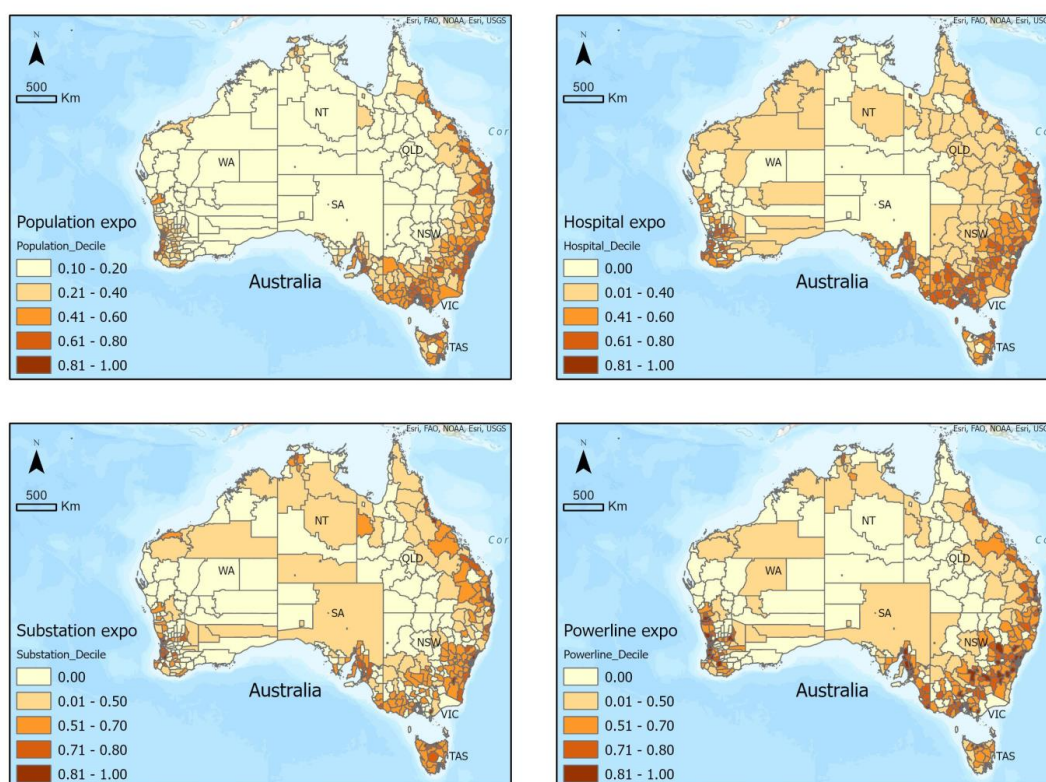 Esri, FAO, NOAA, Esri, USGS
N
500
Km
NT
Cor
QLD
WA
SA
NSW
Population expo
Population_Decile
0.10 - 0.20
0.21 - 0.40
0.41 - 0.60
0.61 - 0.80
0.81 - 1.00
Australia
VIC
TAS
Esri, FAO, NOAA, Esri, USG
N
500
Km
NT
Cor
QLD
WA
SA
NSW
Hospital expo
Hospital_Decile
0.00
0.01 - 0.40
0.41 - 0.60
0.61 - 0.80
0.81 - 1.00
Australia
VIC
TAS
Esri, FAO, NOAA, Esri, USGS
N
500
Km
NT
Cor
QLD
WA
SA
NSW
Substation expo
Substation_Decile
0.00
0.01 - 0.50
0.51 - 0.70
0.71 - 0.80
0.81 - 1.00
Australia
VIC
TAS
Esri, FAO, NOAA, Esri, USG
N
500
Km
NT
Cor
QLD
WA
SA
NSW
Powerline expo
Powerline_Decile
0.00
0.01 - 0.50
0.51 - 0.70
0.71 - 0.80
0.81 - 1.00
Australia
VIC
TAS